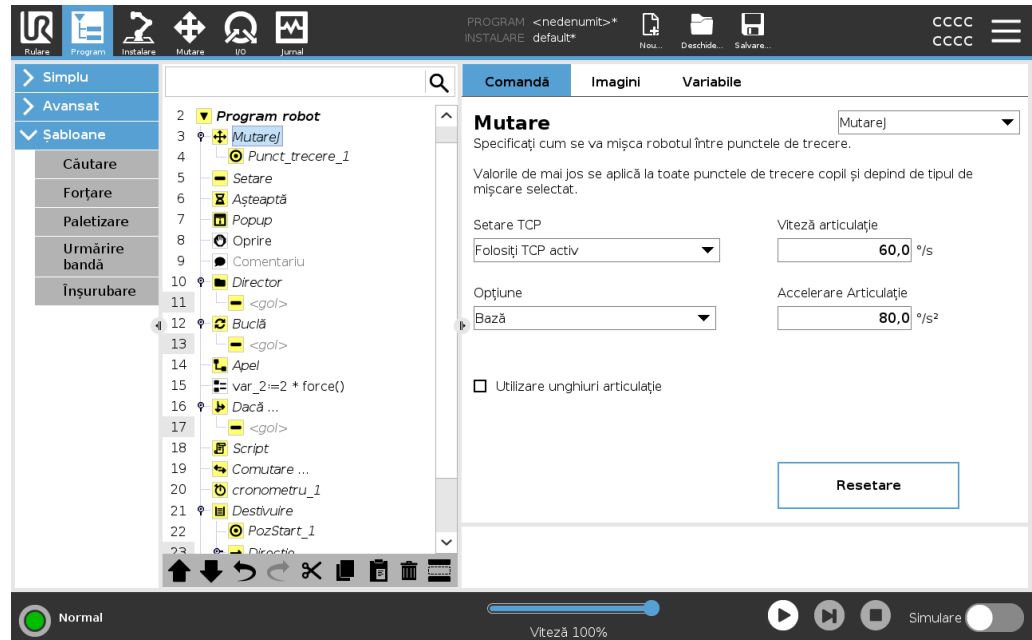 UR
PROGRAM <nedenumit>*
INSTALARE default*
CCCC
CCCC
Rulare Program Instalare Mutare I/O Jurnal Nou... Deschide... Salvare...
Simplu
Avansat
Șabloane
Căutare
Forțare
Paletizare
Urmărire
bandă
Înșurubare
2 Program robot
3 MutareJ
4 Punct_trecere_1
5 Setare
6 Așteaptă
7 Popup
8 Oprire
9 Comentariu
10 Director
11 <gol>
12 Buclă
13 <gol>
14 Apel
15 var_2:=2 * force()
16 Dacă ...
17 <gol>
18 Script
19 Comutare ...
20 cronometru_1
21 Destivuire
22 PozStart_1
23 Direcție
Comandă Imagini Variabile
Mutare MutareJ
Specificați cum se va mișca robotul între punctele de trecere.
Valorile de mai jos se aplică la toate punctele de trecere copil și depind de tipul de
mișcare selectat.
Setare TCP Viteză articulație
Folosiți TCP activ 60,0 °/s
Opțiune Accelerare Articulație
Bază 80,0 °/s²
Utilizare unghiuri articulație
Resetare
Normal
Viteză 100%
Simulare